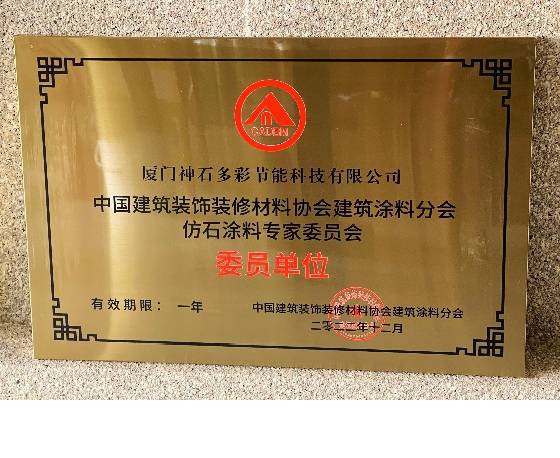 CADBM
厦门神石多彩节能科技有限公司
中国建筑装饰装修材料协会建筑涂料分会
仿石涂料专家委员会
委员单位
有效期限：一年
中国建筑装饰装修材料协会建筑涂料分会
二零二二年十二月